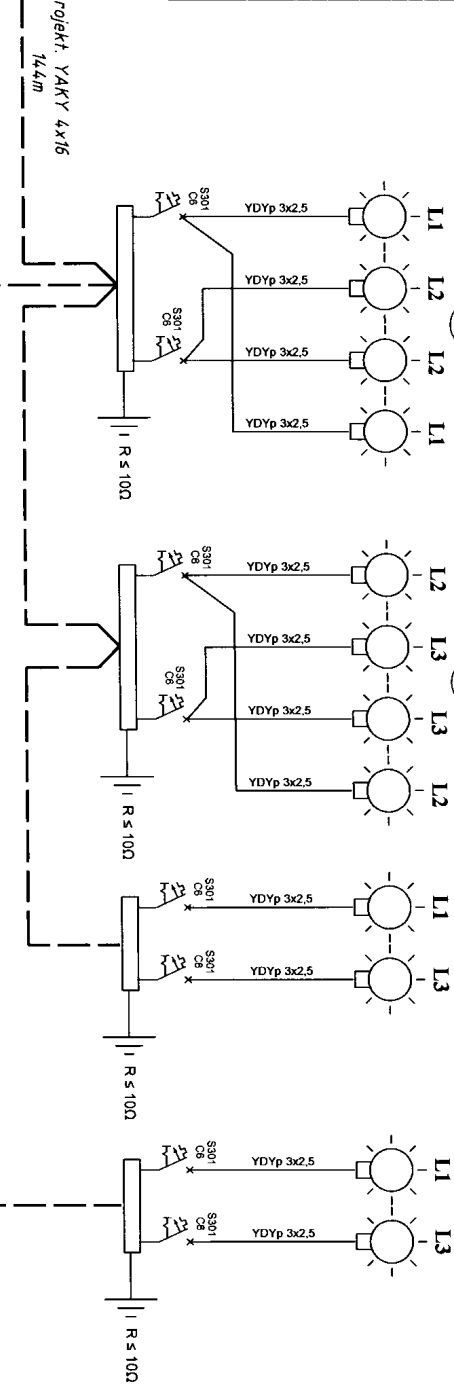 rojekt. YAKY 4x16
144m
L1
L2
L2
L1
YDYp 3x2,5
YDYp 3x2,5
YDYp 3x2,5
YDYp 3x2,5
S301
C6
S301
C6
R ≤ 10Ω
L2
L3
L3
L2
YDYp 3x2,5
YDYp 3x2,5
YDYp 3x2,5
YDYp 3x2,5
S301
C6
S301
C6
R ≤ 10Ω
L1
L3
YDYp 3x2,5
YDYp 3x2,5
S301
C6
S301
C6
R ≤ 10Ω
L1
L3
YDYp 3x2,5
YDYp 3x2,5
S301
C6
S301
C6
R ≤ 10Ω